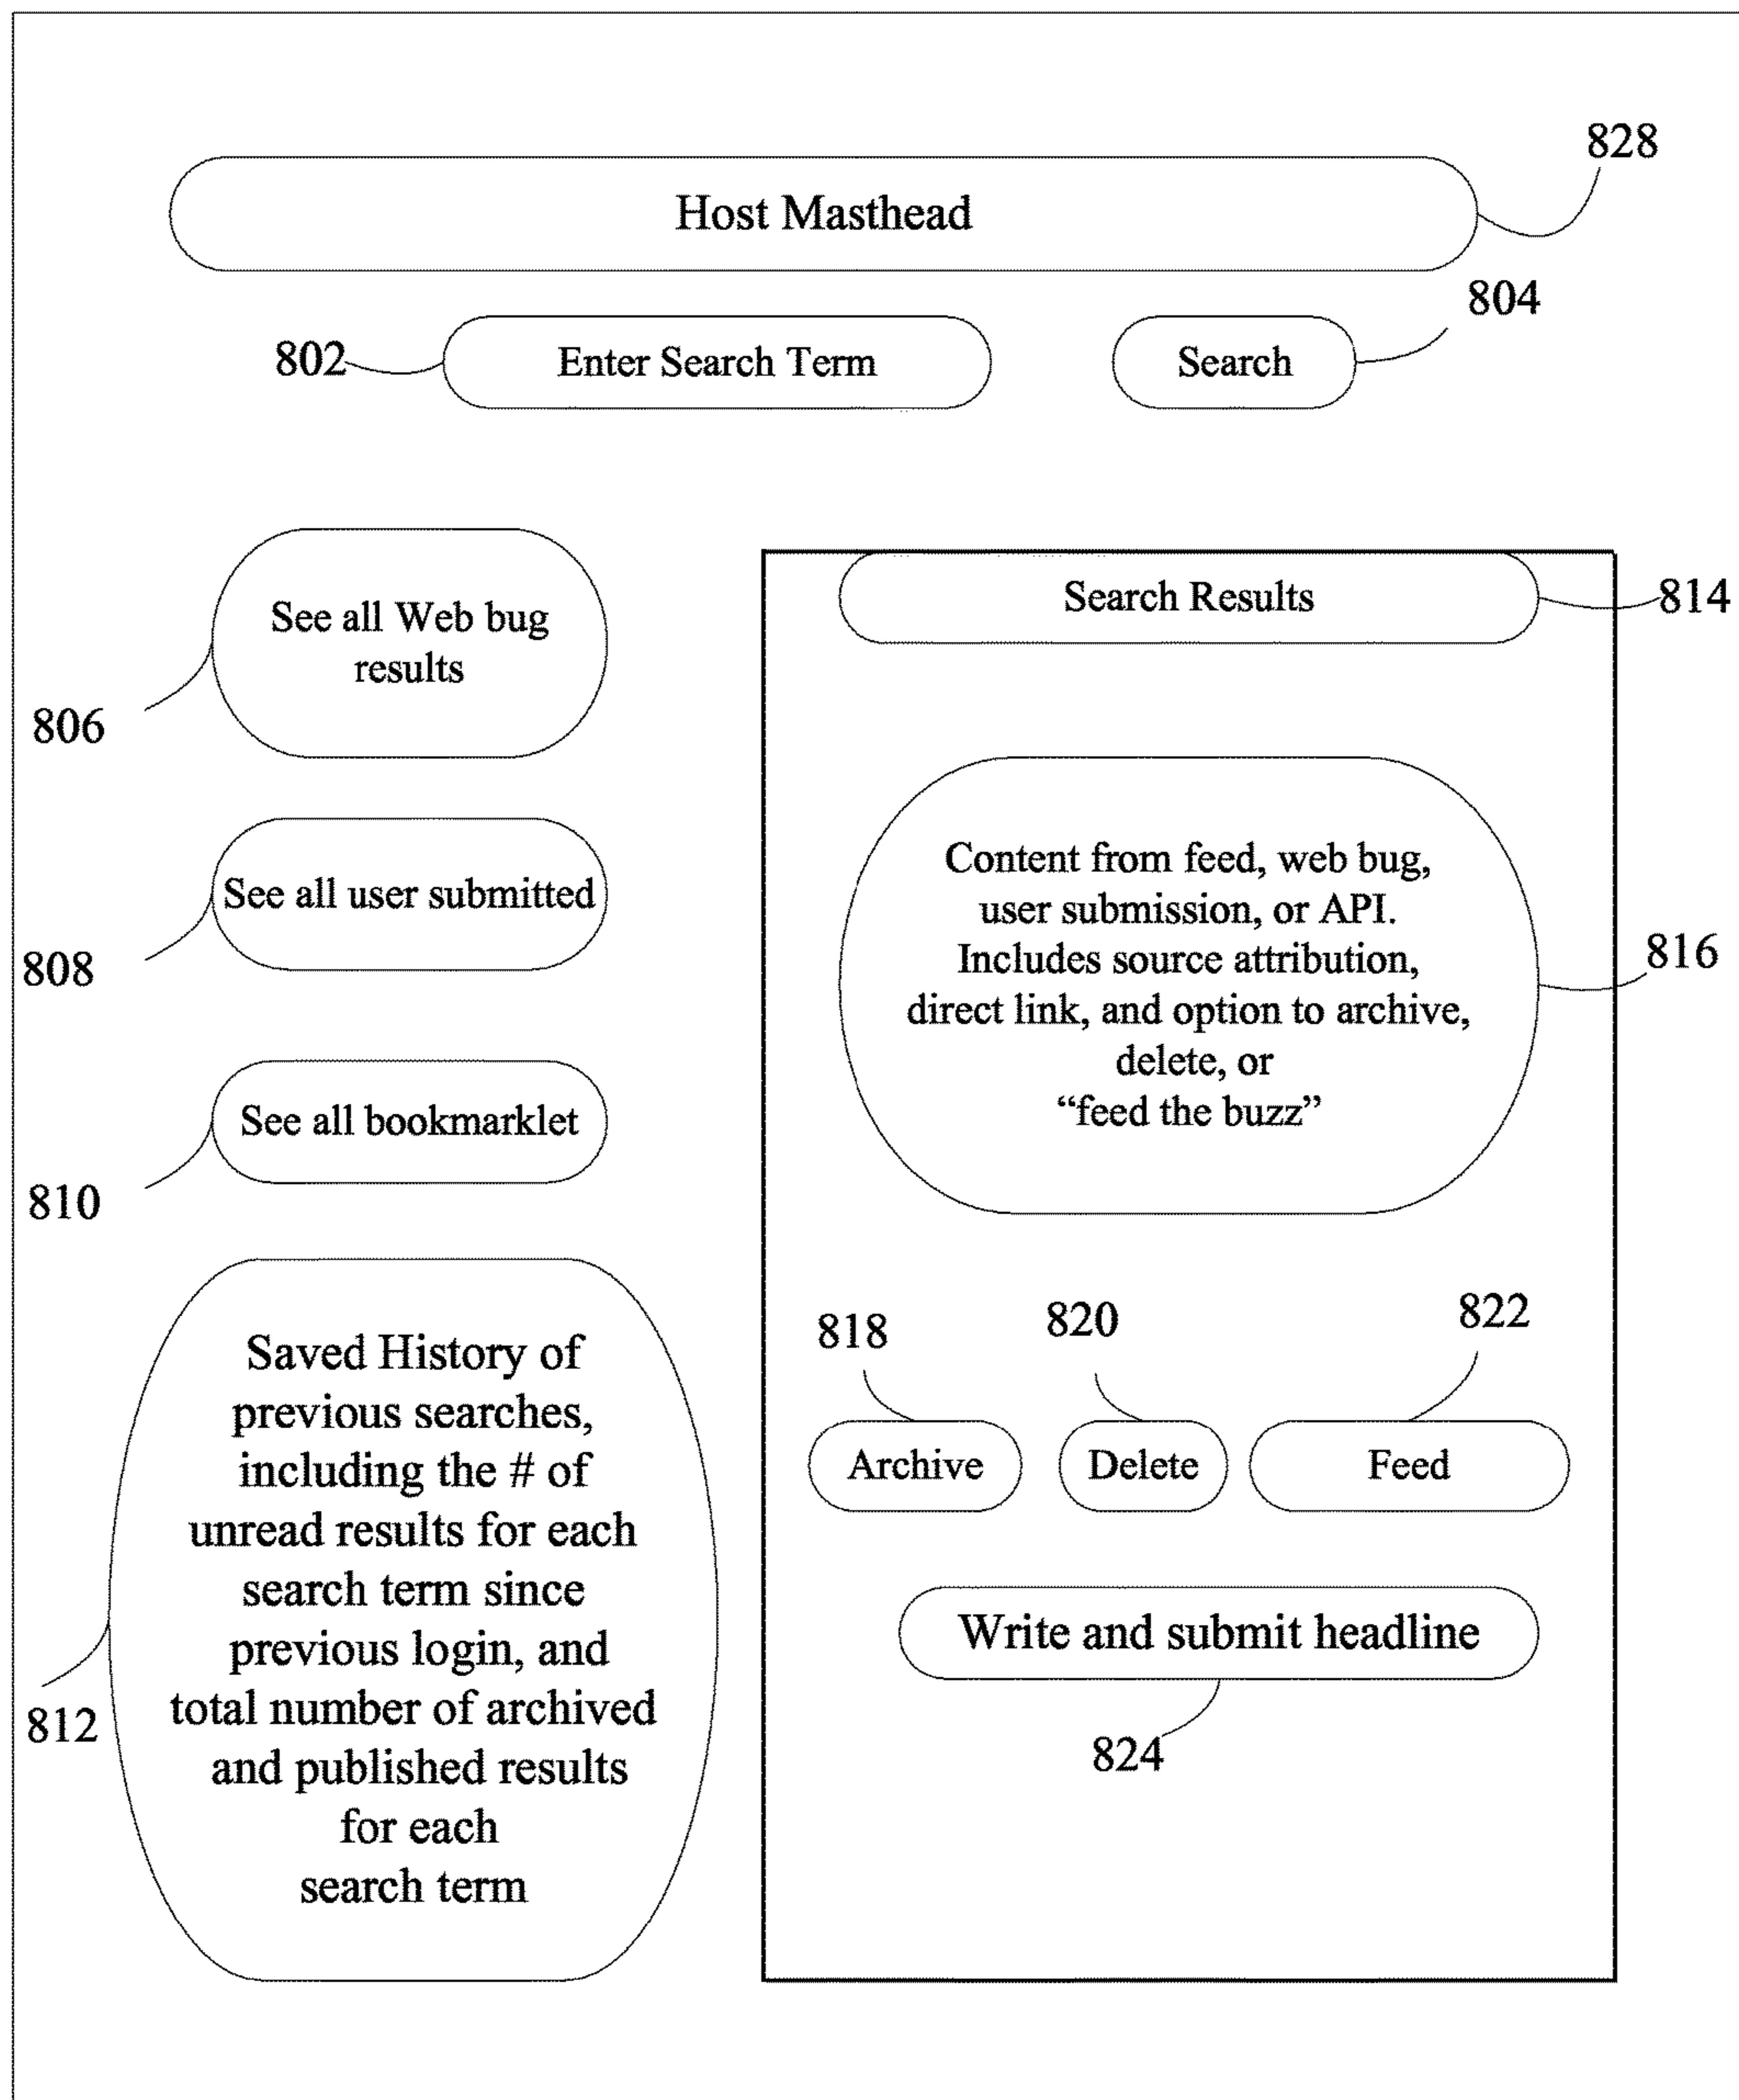 828
Host Masthead
804
802
Enter Search Term
Search
See all Web bug
results
806
See all user submitted
808
See all bookmarklet
810
Saved History of
previous searches,
including the # of
unread results for each
search term since
previous login, and
total number of archived
and published results
for each
search term
812
Search Results
814
Content from feed, web bug,
user submission, or API.
Includes source attribution,
direct link, and option to archive,
delete, or
“feed the buzz”
816
818
820
822
Archive
Delete
Feed
Write and submit headline
824